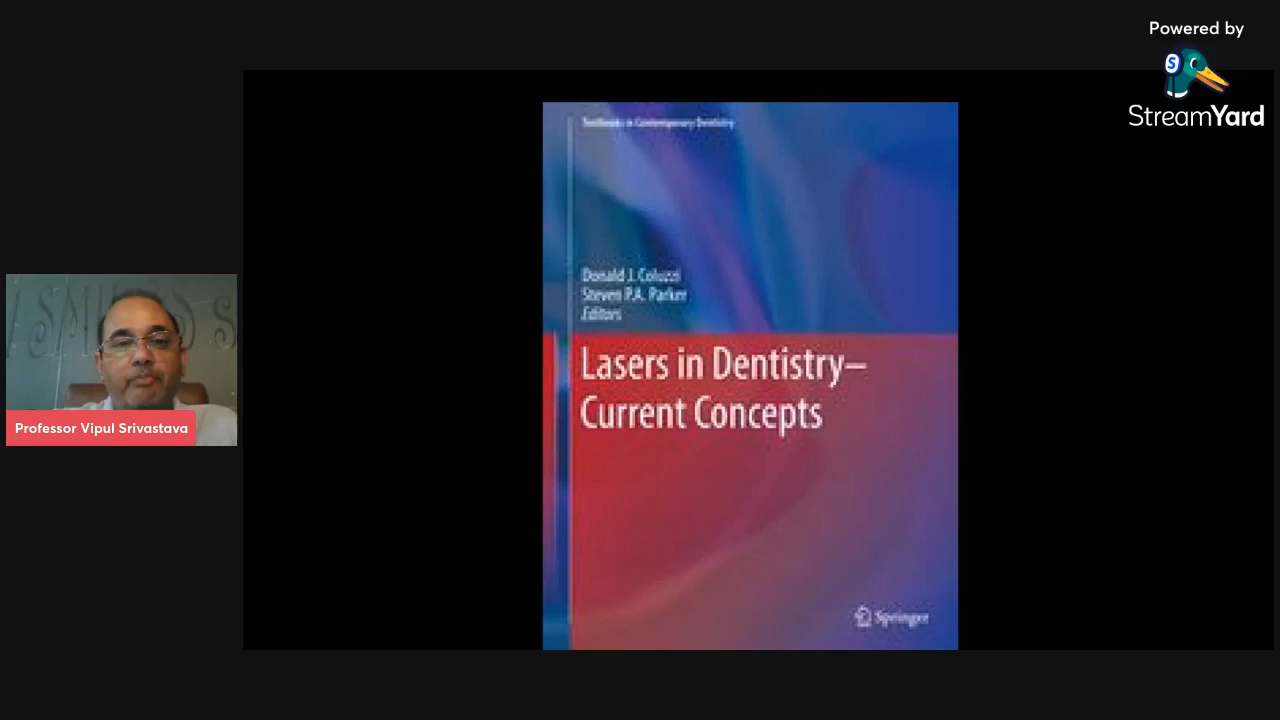 Powered by
StreamYard
Textbooks in Contemporary Dentistry
Donald J. Coluzzi
Steven P.A. Parker
Editors
Lasers in Dentistry–
Current Concepts
Springer
SMILES S
Professor Vipul Srivastava